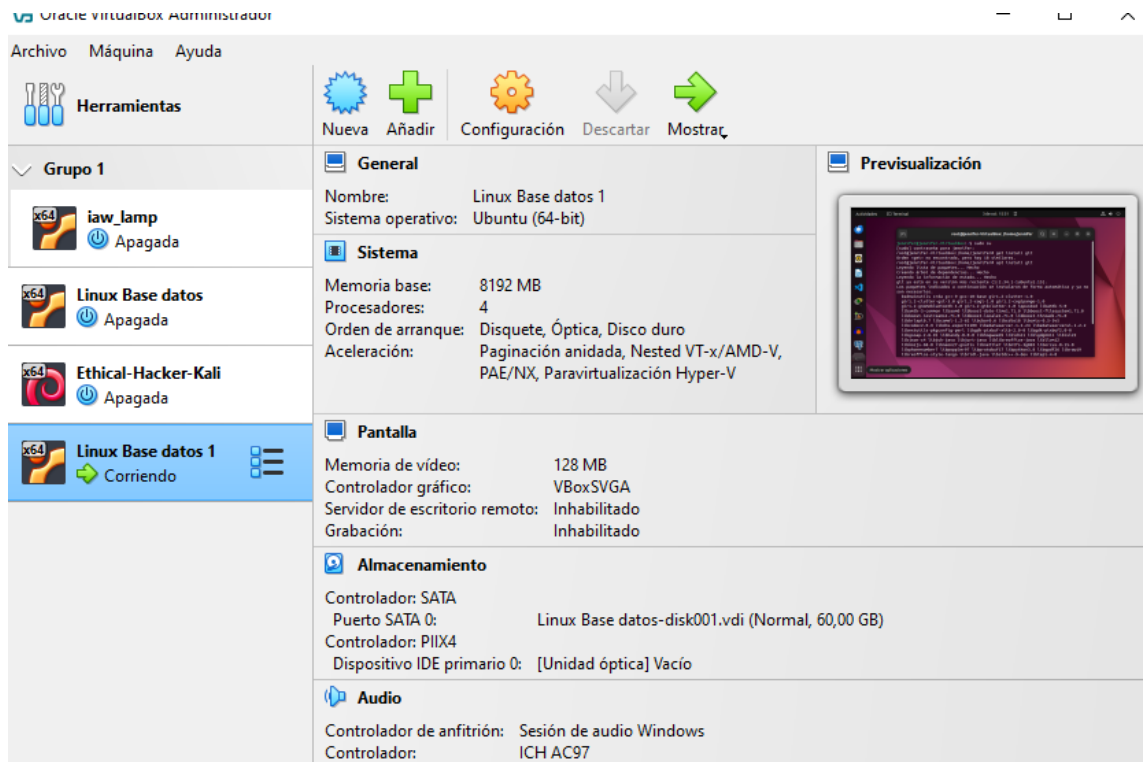 Oracle VirtualBox Administrador
Archivo Máquina Ayuda
Herramientas
Nueva Añadir Configuración Descartar Mostrar
Grupo 1
x64 iaw_lamp
Apagada
x64 Linux Base datos
Apagada
x64 Ethical-Hacker-Kali
Apagada
x64 Linux Base datos 1
Corriendo
General
Nombre: Linux Base datos 1
Sistema operativo: Ubuntu (64-bit)
Sistema
Memoria base: 8192 MB
Procesadores: 4
Orden de arranque: Disquete, Óptica, Disco duro
Aceleración: Paginación anidada, Nested VT-x/AMD-V,
PAE/NX, Paravirtualización Hyper-V
Previsualización
Pantalla
Memoria de vídeo: 128 MB
Controlador gráfico: VBoxSVGA
Servidor de escritorio remoto: Inhabilitado
Grabación: Inhabilitado
Almacenamiento
Controlador: SATA
Puerto SATA 0: Linux Base datos-disk001.vdi (Normal, 60,00 GB)
Controlador: PIIX4
Dispositivo IDE primario 0: [Unidad óptica] Vacío
Audio
Controlador de anfitrión: Sesión de audio Windows
Controlador: ICH AC97